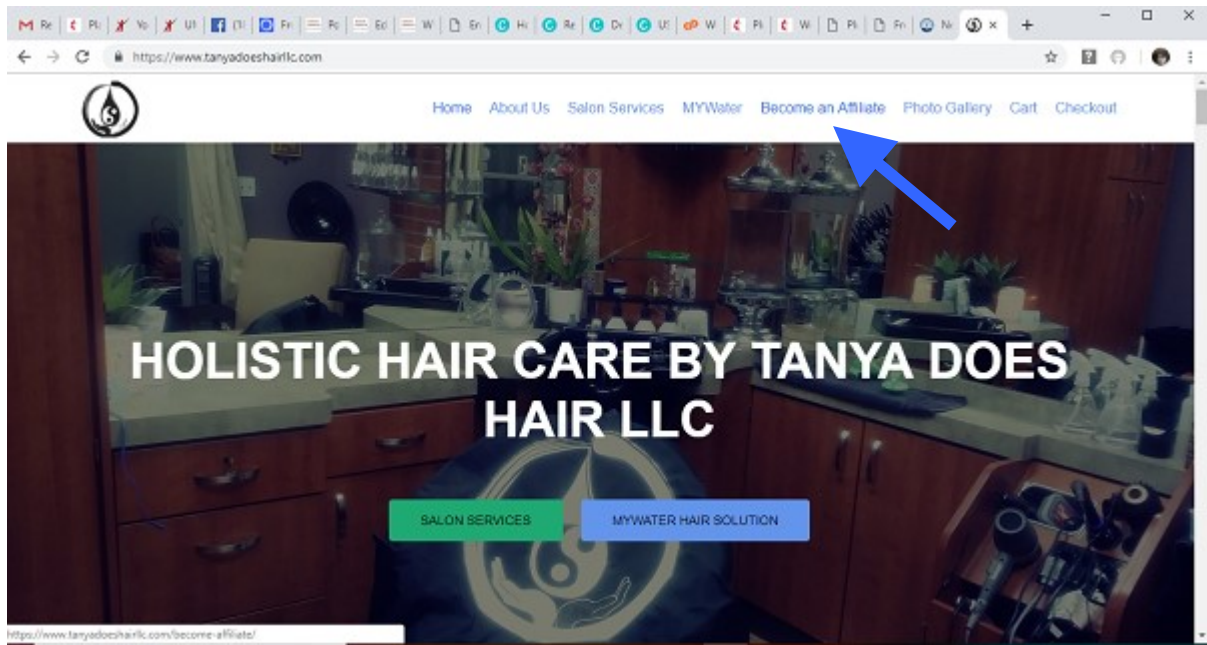 https://www.tanyadoeshairllc.com
Home About Us Salon Services MYWater Become an Affiliate Photo Gallery Cart Checkout
HOLISTIC HAIR CARE BY TANYA DOES
HAIR LLC
SALON SERVICES MYWATER HAIR SOLUTION
https://www.tanyadoeshairllc.com/become-affiliate/